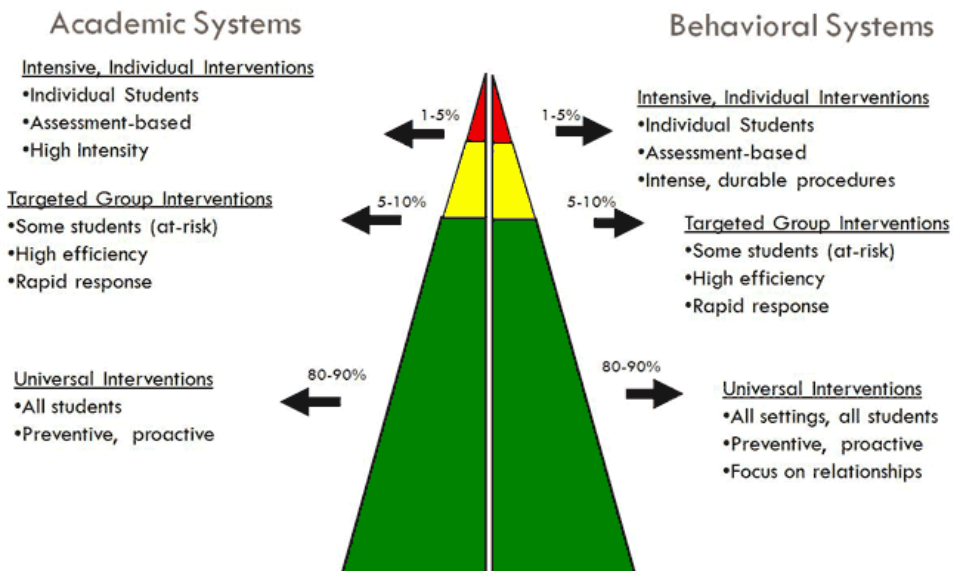 Academic Systems
Intensive, Individual Interventions
•Individual Students
•Assessment-based
•High Intensity
1-5%
Targeted Group Interventions
•Some students (at-risk)
•High efficiency
•Rapid response
5-10%
Universal Interventions
•All students
•Preventive, proactive
80-90%
Behavioral Systems
1-5%
Intensive, Individual Interventions
•Individual Students
•Assessment-based
•Intense, durable procedures
5-10%
Targeted Group Interventions
•Some students (at-risk)
•High efficiency
•Rapid response
80-90%
Universal Interventions
•All settings, all students
•Preventive, proactive
•Focus on relationships